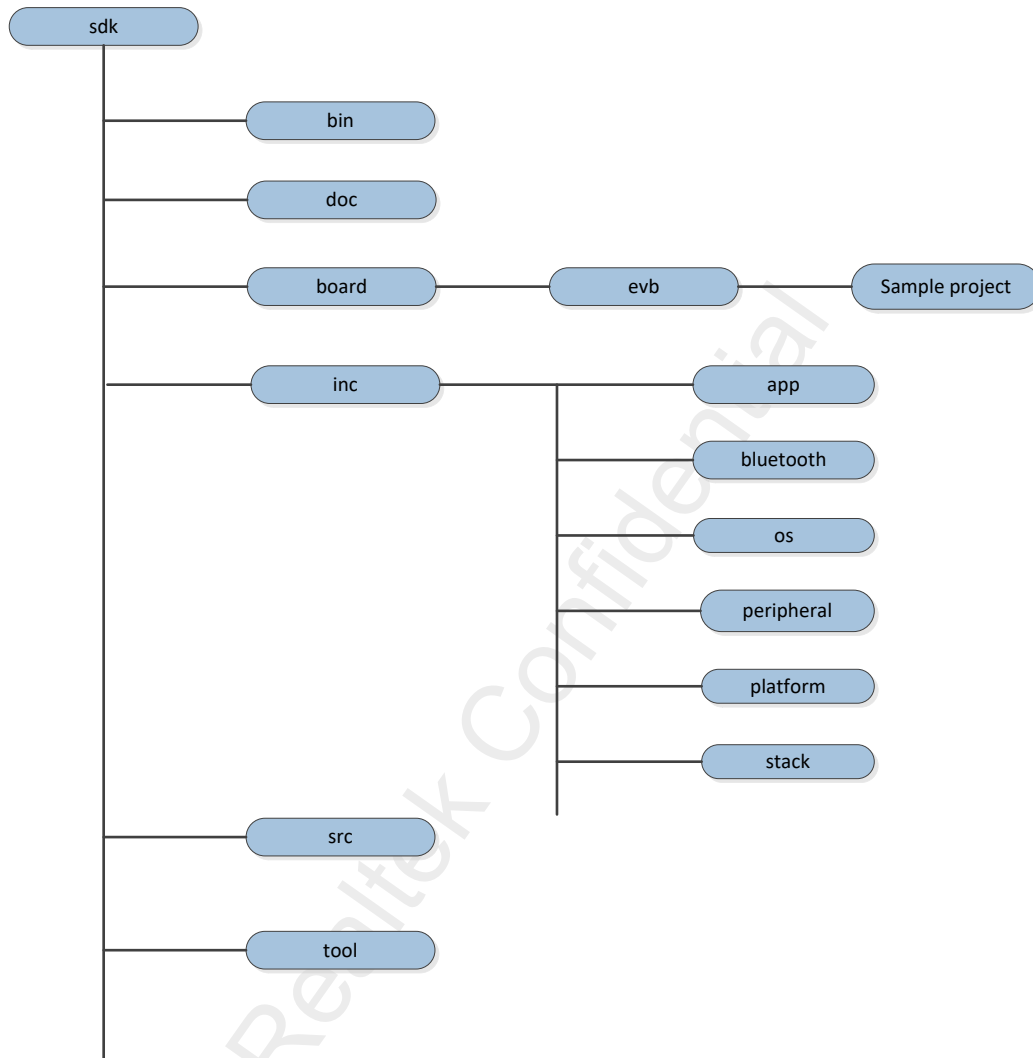 sdk
bin
doc
board
evb
Sample project
inc
app
bluetooth
os
peripheral
platform
stack
src
tool
Realtek Confidential